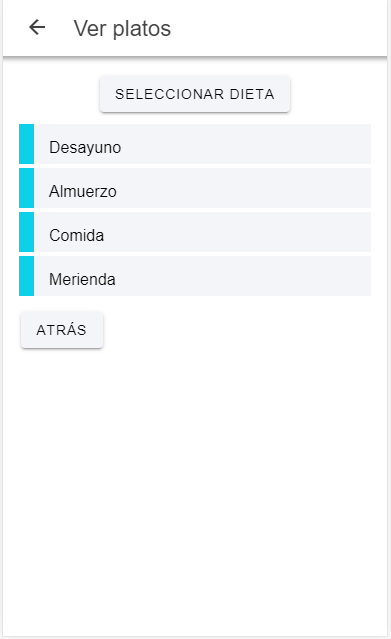 Ver platos
SELECCIONAR DIETA
Desayuno
Almuerzo
Comida
Merienda
ATRÁS